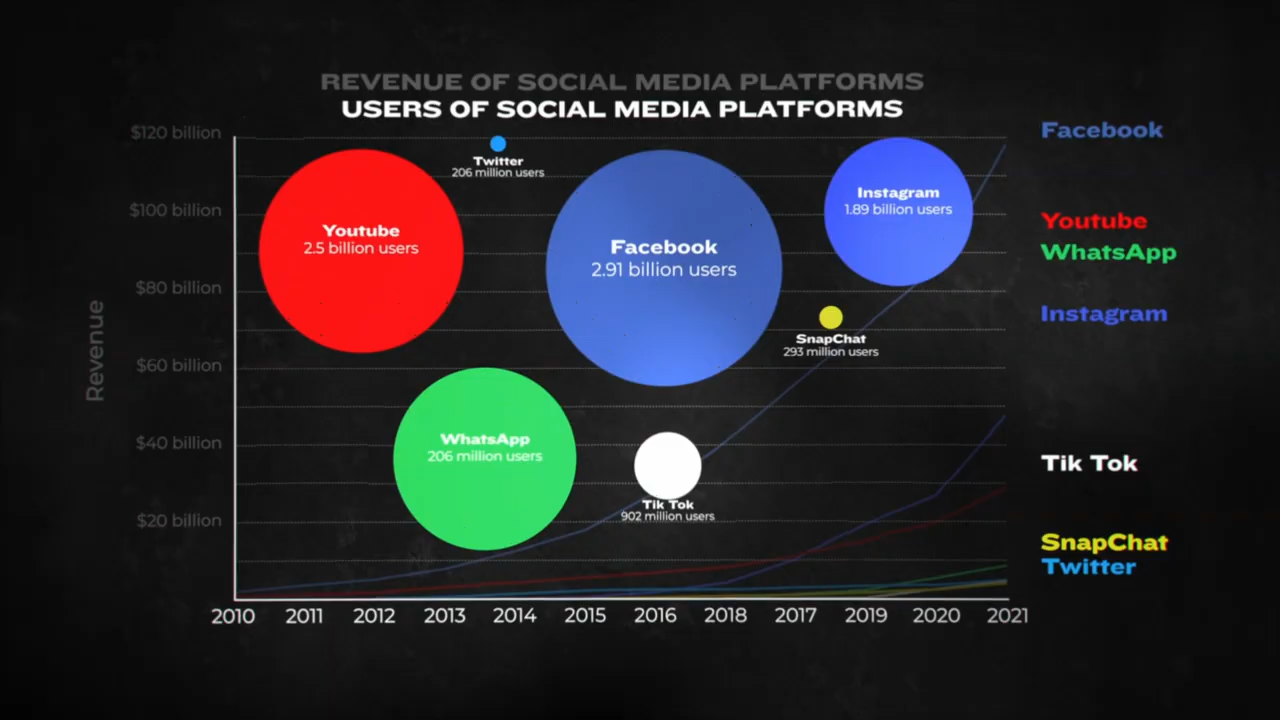 REVENUE OF SOCIAL MEDIA PLATFORMS
USERS OF SOCIAL MEDIA PLATFORMS
Revenue
$120 billion
$100 billion
$80 billion
$60 billion
$40 billion
$20 billion
Youtube
2.5 billion users
Twitter
206 million users
Facebook
2.91 billion users
Instagram
1.89 billion users
SnapChat
293 million users
WhatsApp
206 million users
Tik Tok
902 million users
2010 2011 2012 2013 2014 2015 2016 2018 2017 2019 2020 2021
Facebook
Youtube
WhatsApp
Instagram
Tik Tok
SnapChat
Twitter